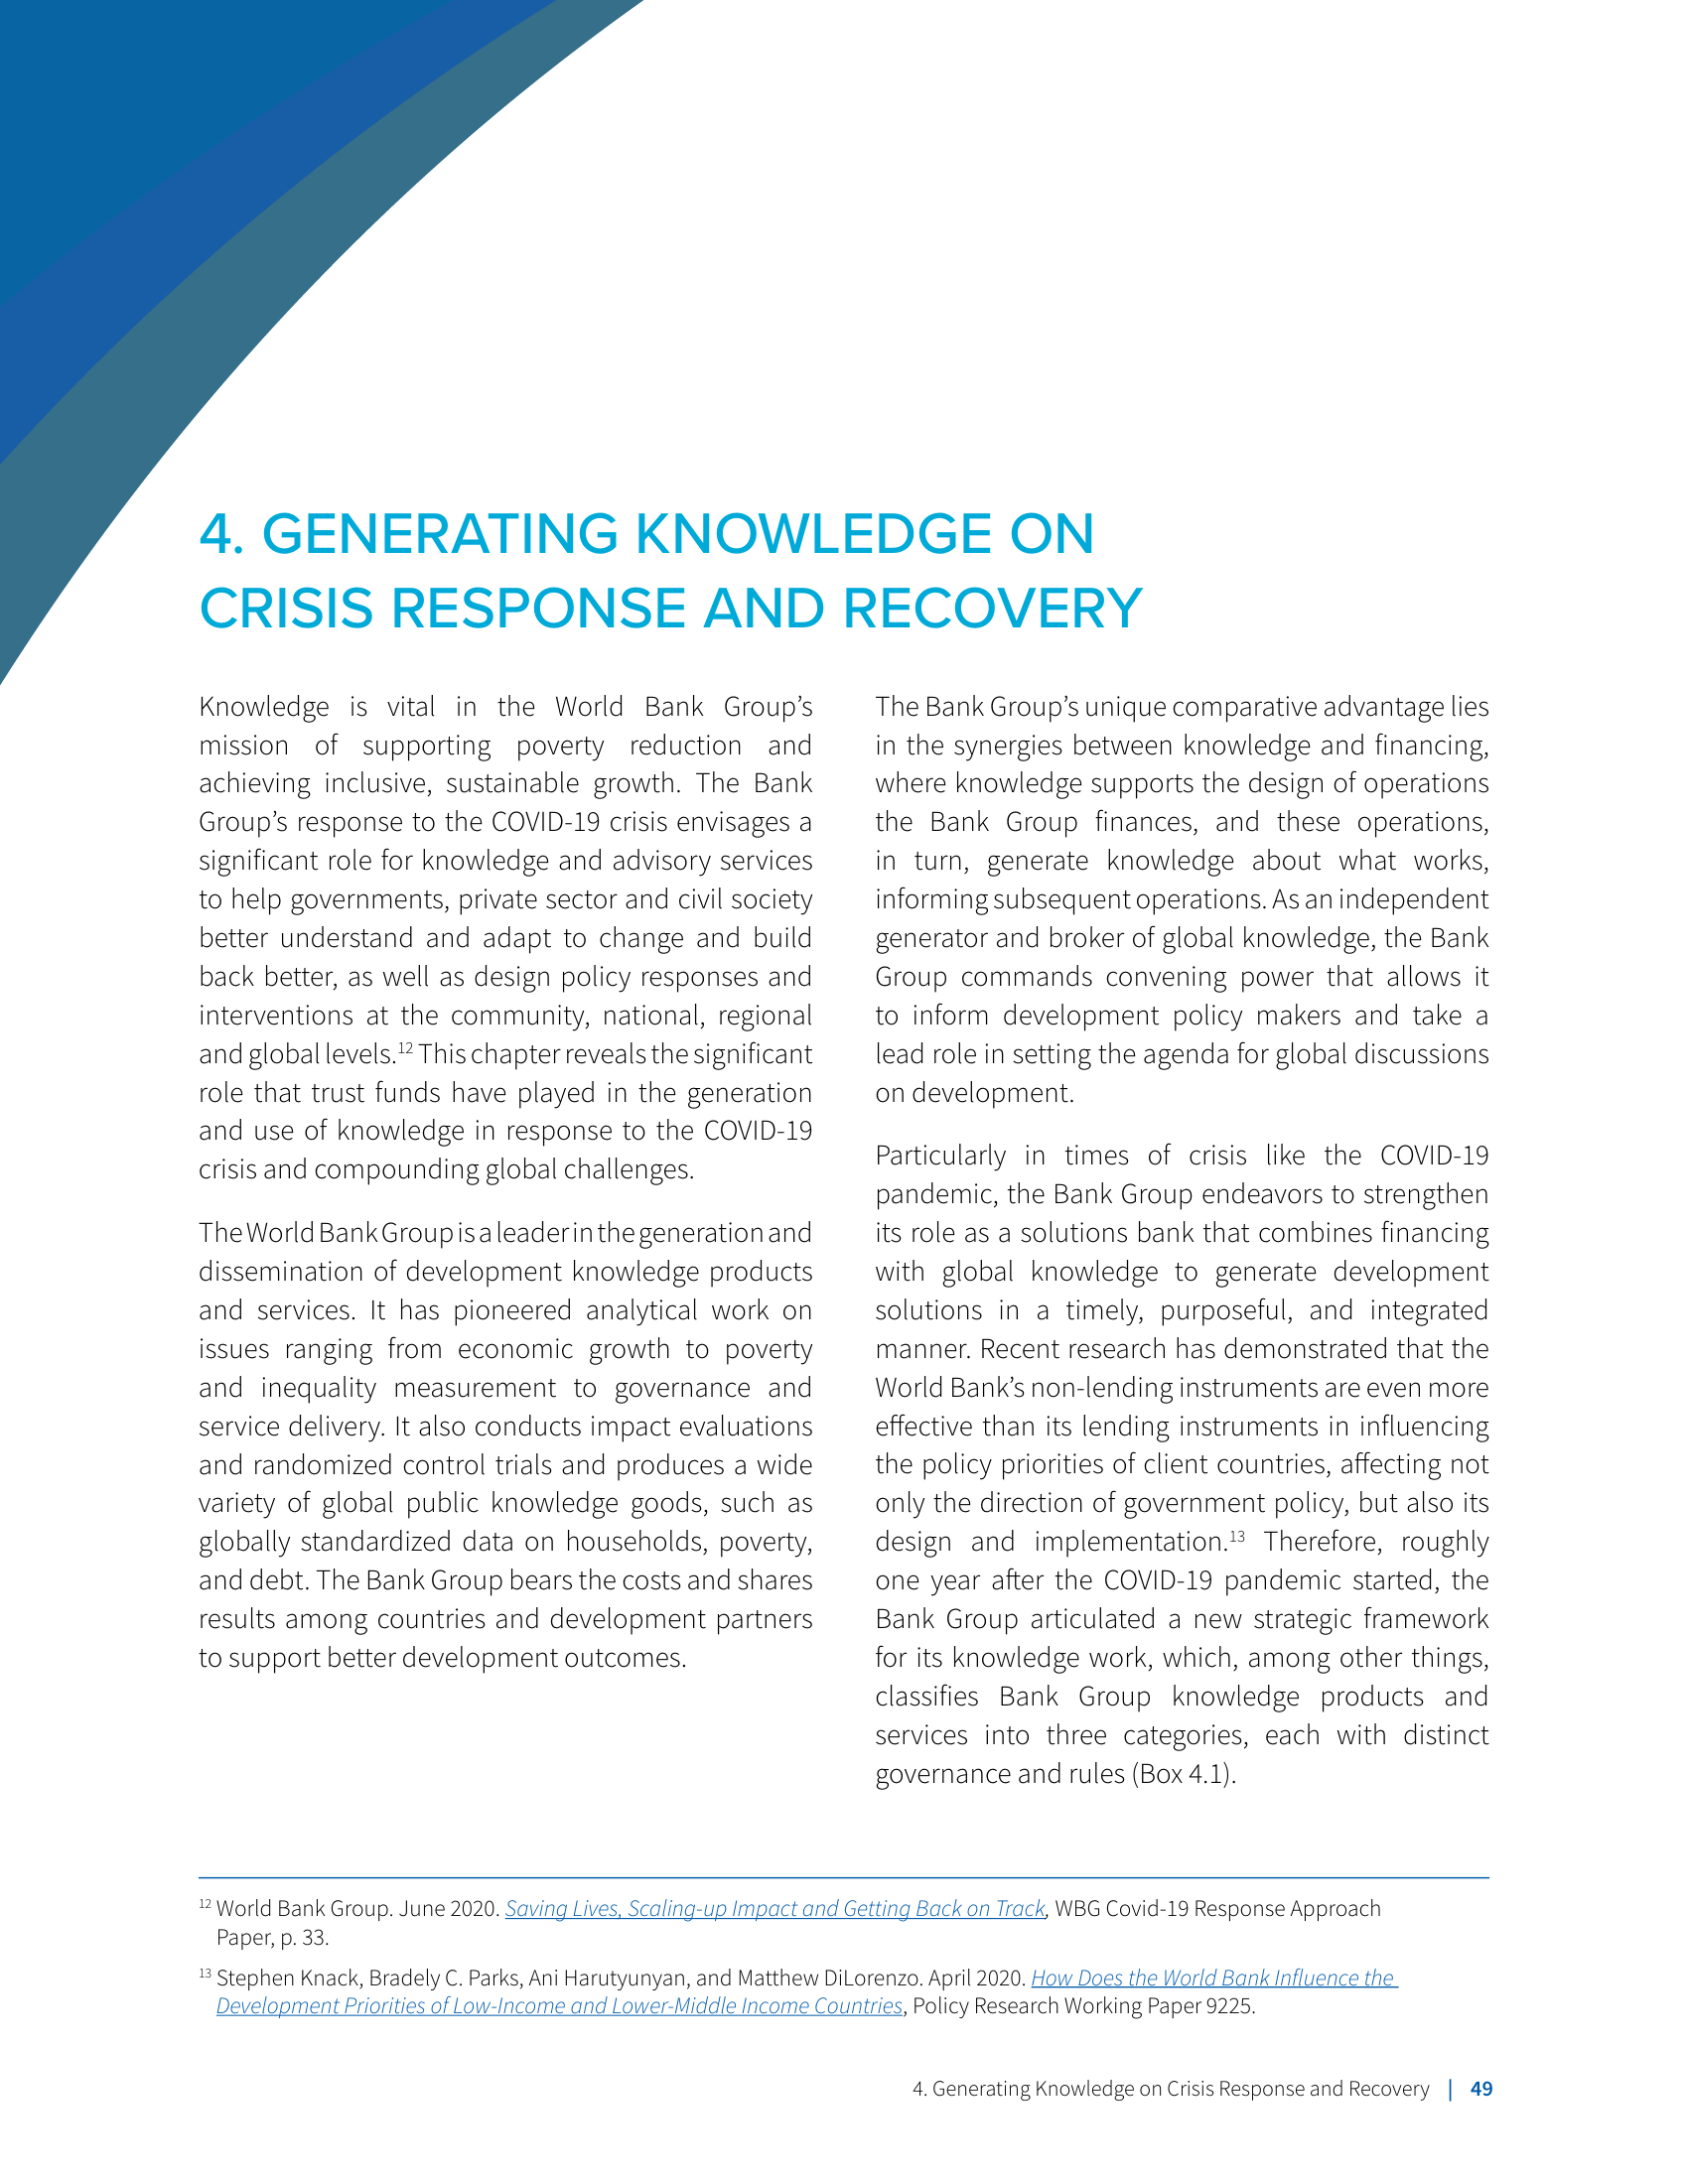 4. GENERATING KNOWLEDGE ON
CRISIS RESPONSE AND RECOVERY
Knowledge is vital in the World Bank Group’s
mission of supporting poverty reduction and
achieving inclusive, sustainable growth. The Bank
Group’s response to the COVID-19 crisis envisages a
significant role for knowledge and advisory services
to help governments, private sector and civil society
better understand and adapt to change and build
back better, as well as design policy responses and
interventions at the community, national, regional
and global levels.12 This chapter reveals the significant
role that trust funds have played in the generation
and use of knowledge in response to the COVID-19
crisis and compounding global challenges.
The World Bank Group is a leader in the generation and
dissemination of development knowledge products
and services. It has pioneered analytical work on
issues ranging from economic growth to poverty
and inequality measurement to governance and
service delivery. It also conducts impact evaluations
and randomized control trials and produces a wide
variety of global public knowledge goods, such as
globally standardized data on households, poverty,
and debt. The Bank Group bears the costs and shares
results among countries and development partners
to support better development outcomes.
The Bank Group’s unique comparative advantage lies
in the synergies between knowledge and financing,
where knowledge supports the design of operations
the Bank Group finances, and these operations,
in turn, generate knowledge about what works,
informing subsequent operations. As an independent
generator and broker of global knowledge, the Bank
Group commands convening power that allows it
to inform development policy makers and take a
lead role in setting the agenda for global discussions
on development.
Particularly in times of crisis like the COVID-19
pandemic, the Bank Group endeavors to strengthen
its role as a solutions bank that combines financing
with global knowledge to generate development
solutions in a timely, purposeful, and integrated
manner. Recent research has demonstrated that the
World Bank’s non-lending instruments are even more
effective than its lending instruments in influencing
the policy priorities of client countries, affecting not
only the direction of government policy, but also its
design and implementation.13 Therefore, roughly
one year after the COVID-19 pandemic started, the
Bank Group articulated a new strategic framework
for its knowledge work, which, among other things,
classifies Bank Group knowledge products and
services into three categories, each with distinct
governance and rules (Box 4.1).
12 World Bank Group. June 2020. Saving Lives, Scaling-up Impact and Getting Back on Track, WBG Covid-19 Response Approach
Paper, p. 33.
13 Stephen Knack, Bradely C. Parks, Ani Harutyunyan, and Matthew DiLorenzo. April 2020. How Does the World Bank Influence the
Development Priorities of Low-Income and Lower-Middle Income Countries, Policy Research Working Paper 9225.
4. Generating Knowledge on Crisis Response and Recovery | 49